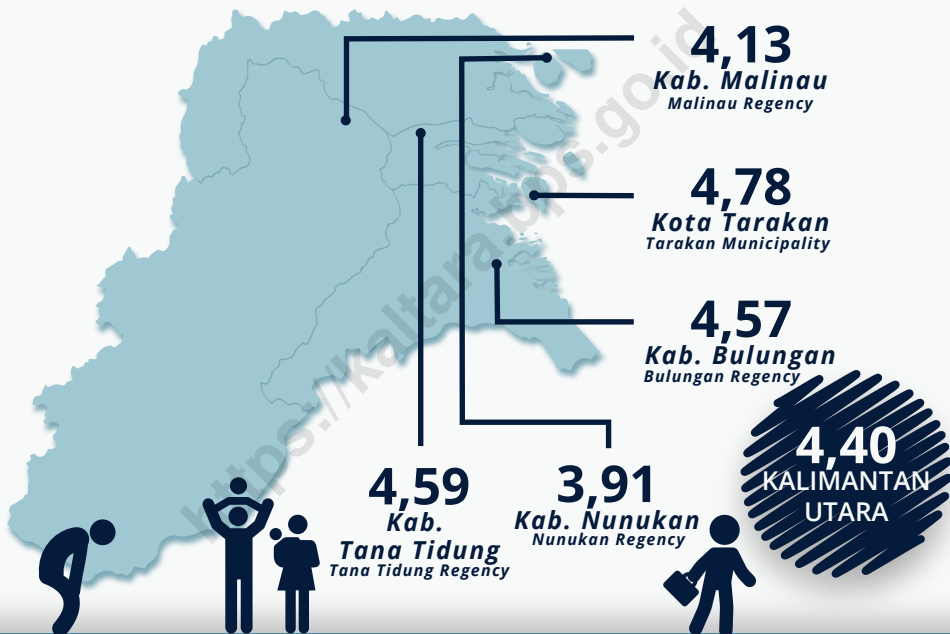 4,13
Kab. Malinau
Malinau Regency
4,78
Kota Tarakan
Tarakan Municipality
4,57
Kab. Bulungan
Bulungan Regency
4,40
KALIMANTAN
UTARA
4,59
Kab.
Tana Tidung
Tana Tidung Regency
3,91
Kab. Nunukan
Nunukan Regency
https://kaltara.bps.go.id